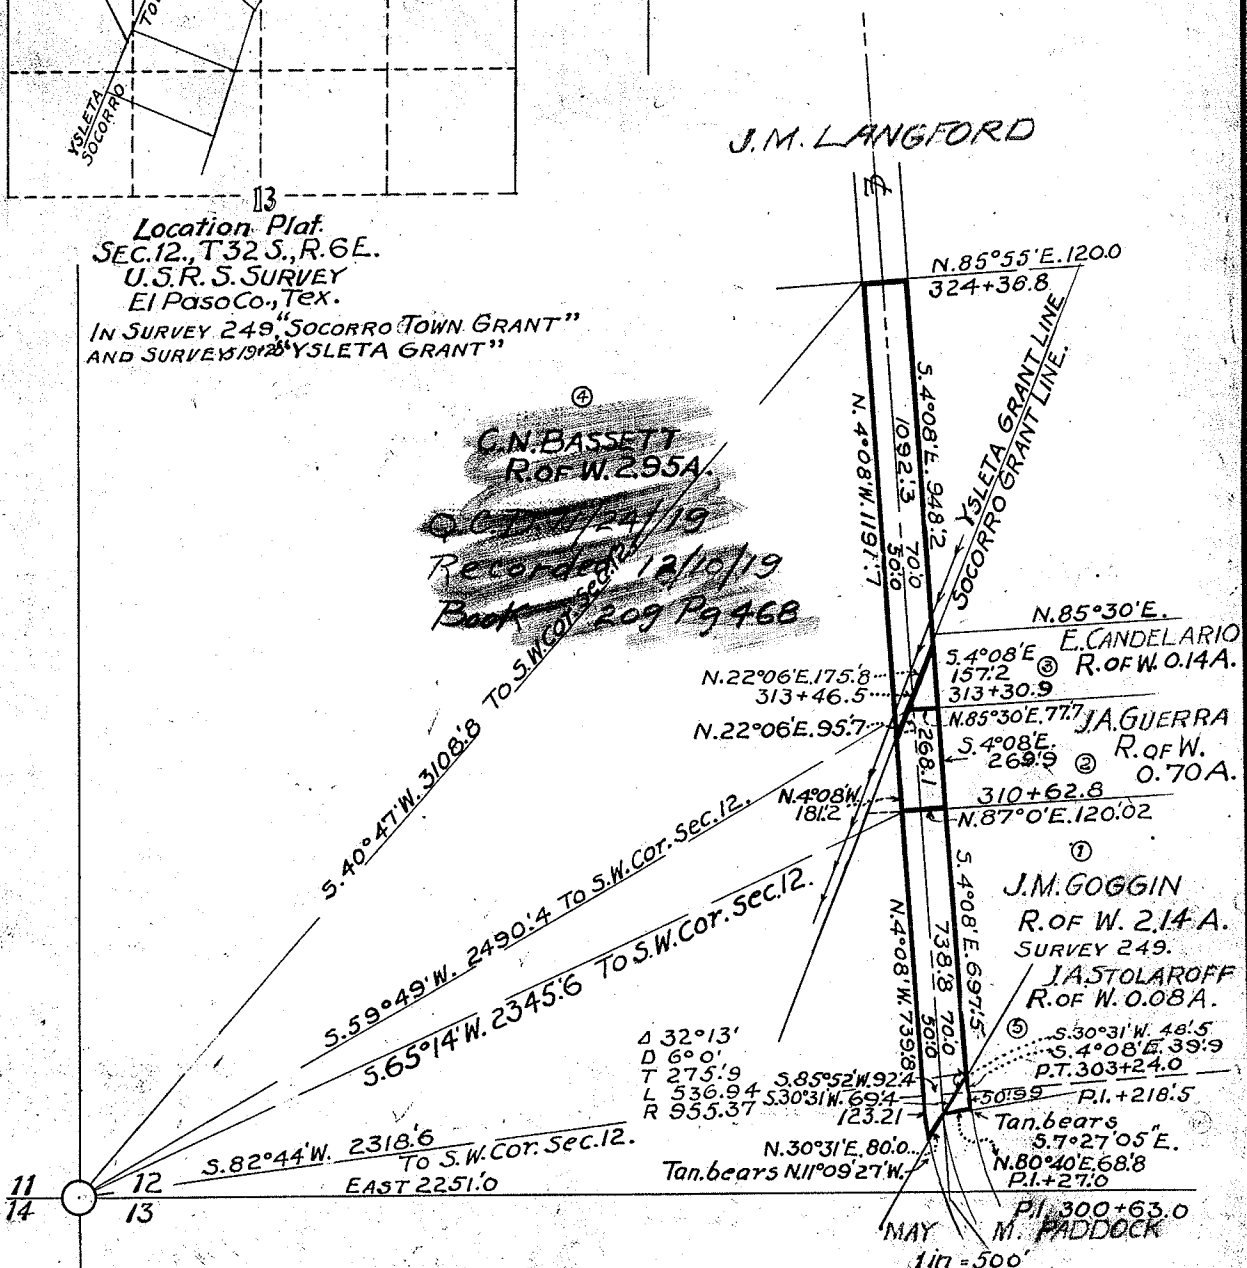 TO
YSLETA
SOCORRO
13
Location Plat.
SEC.12., T32 S., R.6E.
U.S.R.S. SURVEY
El Paso Co., Tex.
IN SURVEY 249, "SOCORRO TOWN GRANT"
AND SURVEYS "YSLETA GRANT"
J.M. LANGFORD
N.85°55'E.120.0
324+36.8
YSLETA GRANT LINE
SOCORRO GRANT LINE.
S.4°08'E. 948.2
1092.3 70.0
50.0
N.4°08'W.1191.7
④
C.N. BASSETT
R. OF W. 2.95A.
Q.C.D. 11/24/19
Recorded 12/10/19
Book 209 Pg 468
S.40°47'W. 3108.8 TO S.W.Cor. Sec.12.
N.85°30'E.
E. CANDELARIO
③ R. OF W. 0.14A.
S.4°08'E
157.2
313+30.9
N.22°06'E.175.8
313+46.5
N.22°06'E.95.7
N.85°30'E.77.7
J.A. GUERRA
R. OF W.
0.70A.
②
S.4°08'E.
269.9
268.1
310+62.8
N.4°08'W.
181.2
N.87°0'E.120.02
①
J.M. GOGGIN
R. OF W. 2.14 A.
SURVEY 249.
J.A STOLAROFF
R. OF W. 0.08A.
⑤
S.59°49'W. 2490.4 TO S.W.Cor. Sec.12.
S.65°14'W. 2345.6 TO S.W.Cor. Sec.12.
S.4°08'E. 697.5
738.8 70.0
50.0
N.4°08'W.739.8
S.30°31'W. 48.5
S.4°08'E. 39.9
P.T. 303+24.0
Δ 32°13'
D 6°0'
T 275.9
L 536.94
R 955.37
S.85°52'W.92.4
S.30°31'W.69.4
123.21
50.99
P.I.+218.5
Tan. bears
S.7°27'05"E.
N.30°31'E.80.0
Tan. bears N.11°09'27"W.
N.80°40'E.68.8
P.I.+27.0
S.82°44'W. 2318.6
TO S.W.Cor. Sec.12.
EAST 2251.0
11 12
14 13
P.I. 300+63.0
MAY M. PADDOCK
1 in = 500'